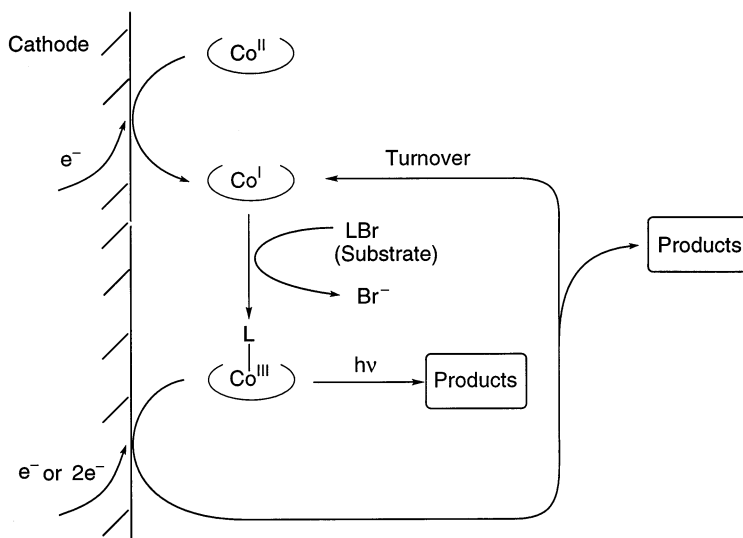 Cathode
Co^II
e^-
Co^I
Turnover
LBr
(Substrate)
Br^-
Products
L
Co^III
hν
Products
e^- or 2e^-